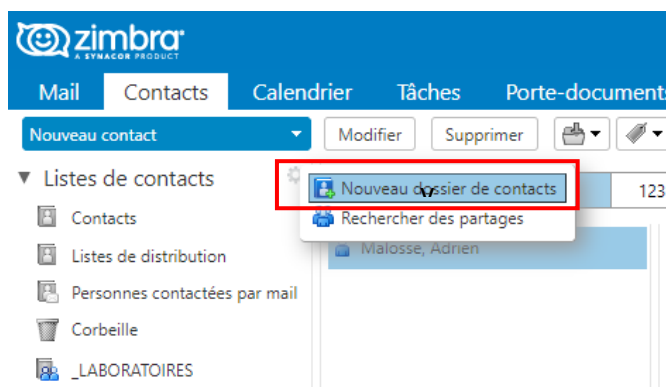 zimbra
A SYNACOR PRODUCT
Mail Contacts Calendrier Tâches Porte-documents
Nouveau contact Modifier Supprimer
Listes de contacts
Nouveau dossier de contacts 123
Contacts
Rechercher des partages
Listes de distribution
Malosse, Adrien
Personnes contactées par mail
Corbeille
_LABORATOIRES